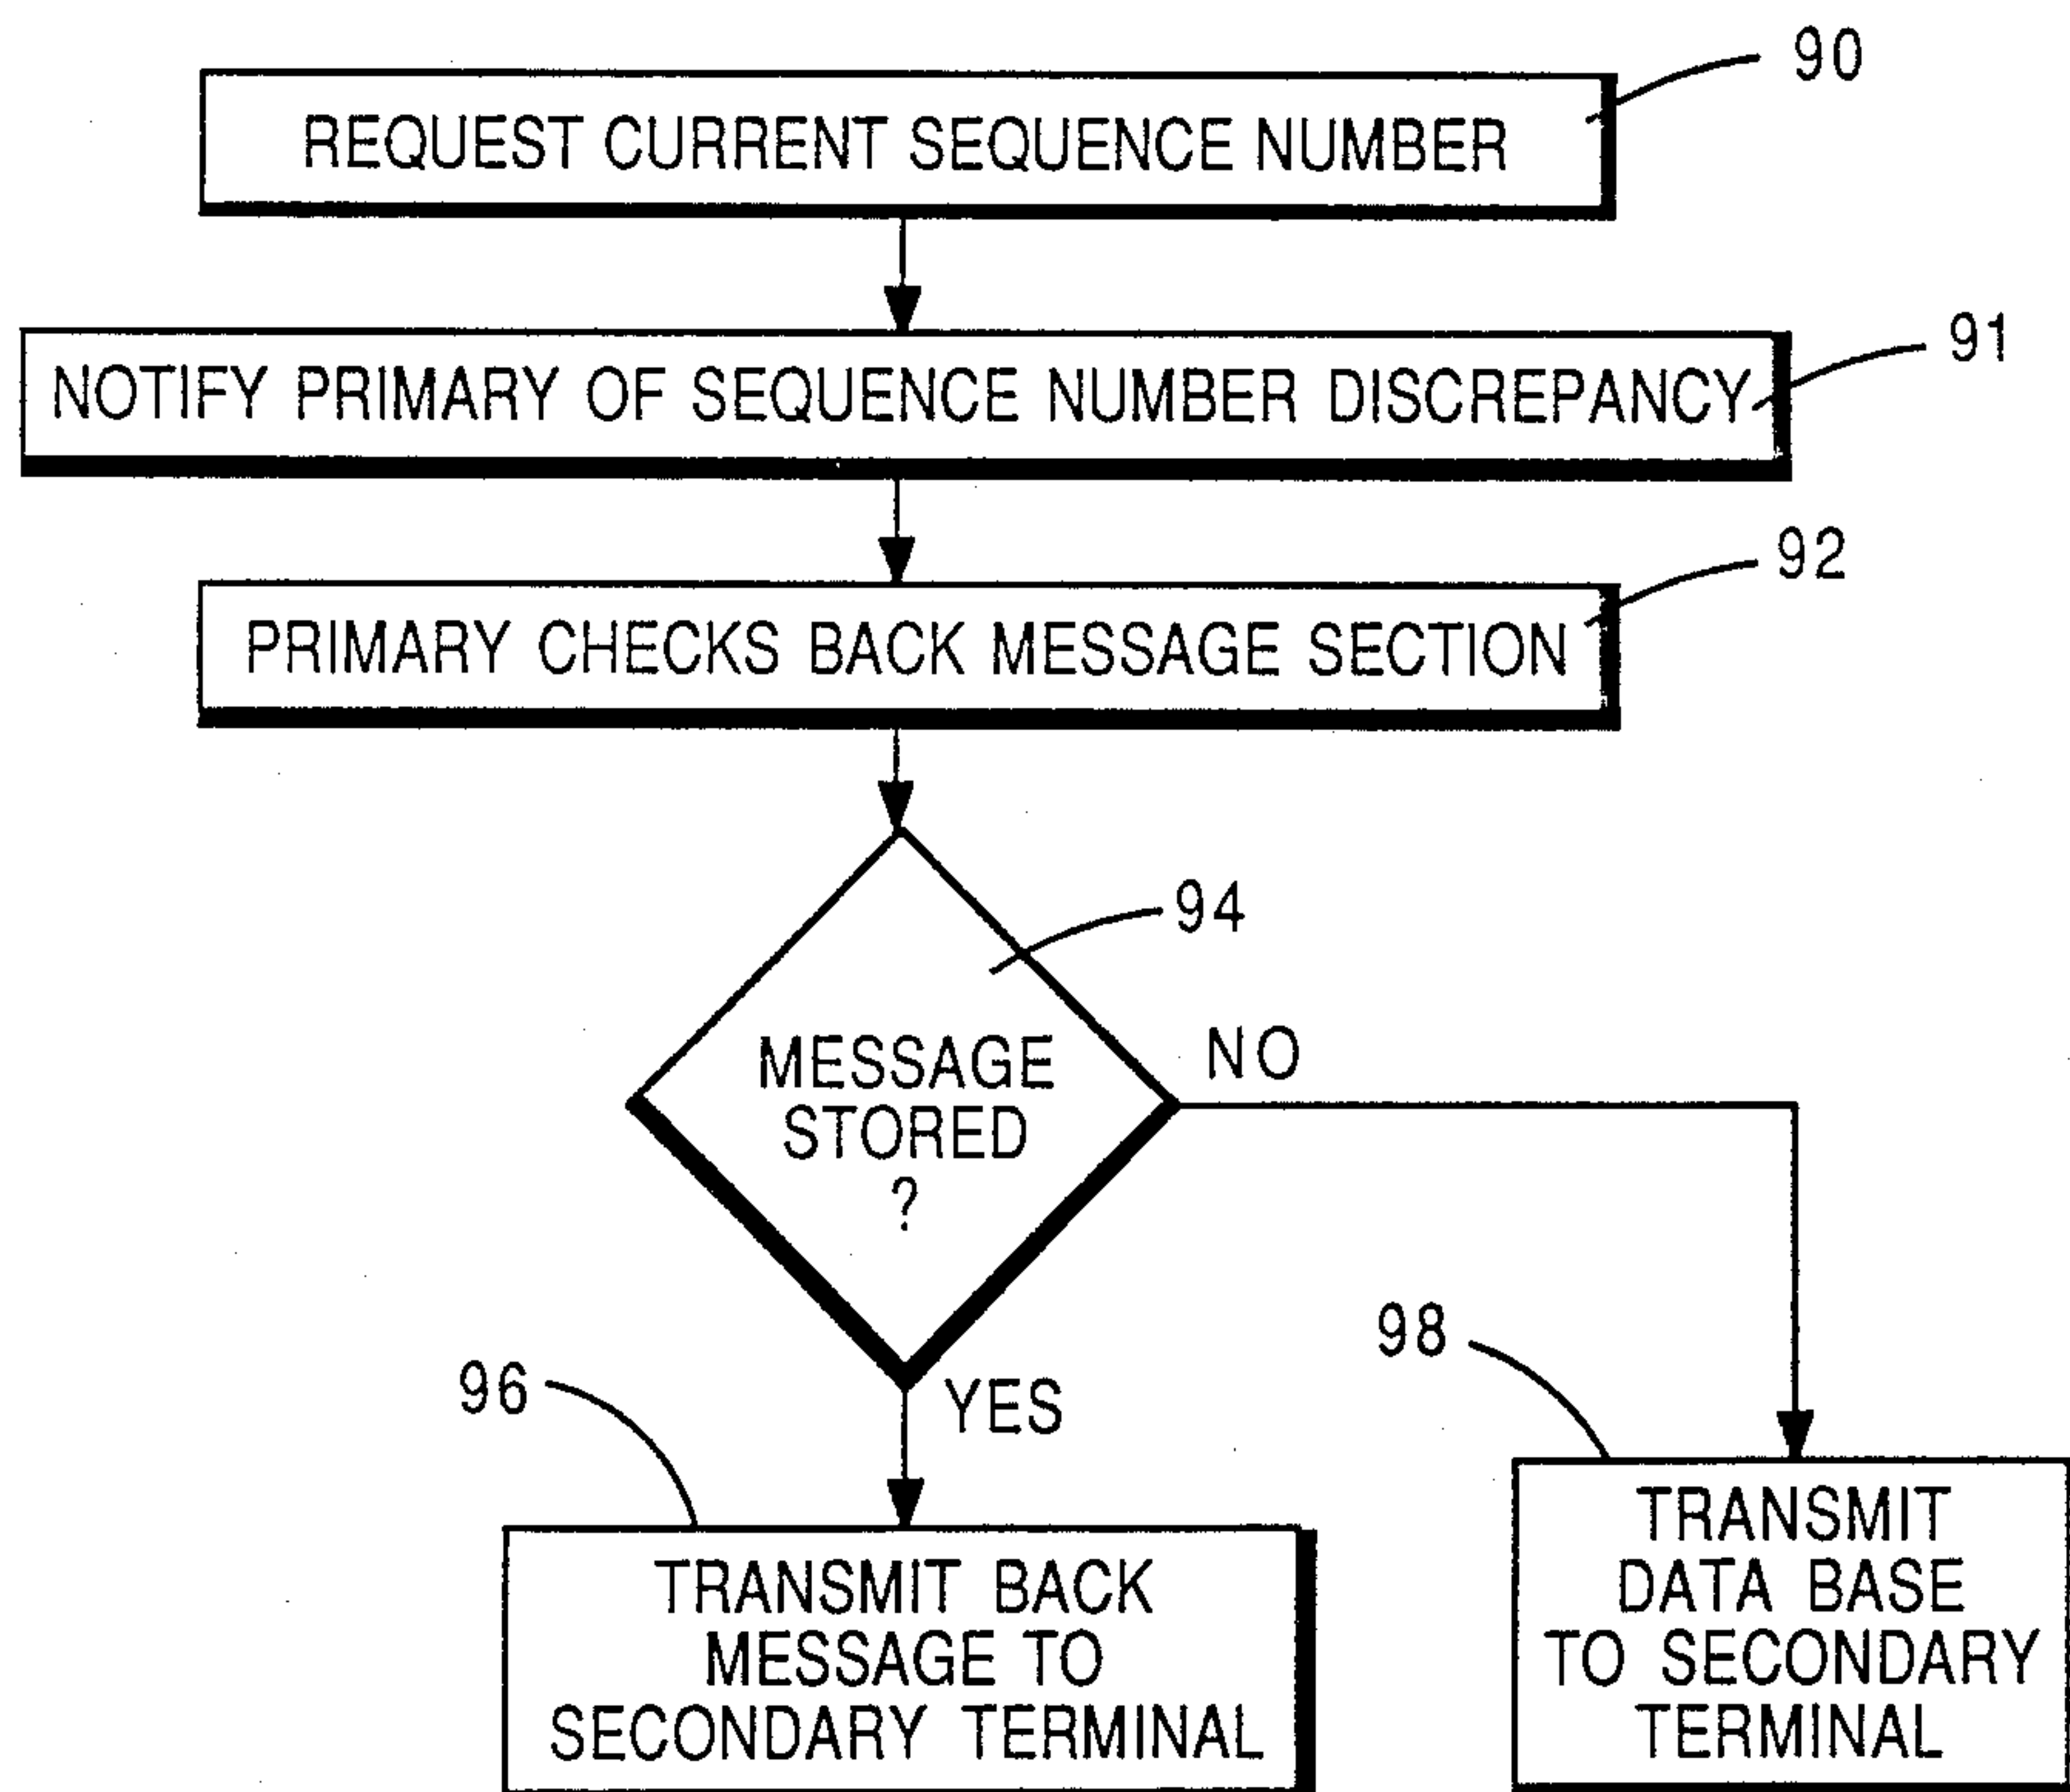 90
REQUEST CURRENT SEQUENCE NUMBER
91
NOTIFY PRIMARY OF SEQUENCE NUMBER DISCREPANCY
92
PRIMARY CHECKS BACK MESSAGE SECTION
94
MESSAGE
STORED
?
NO
YES
96
TRANSMIT BACK
MESSAGE TO
SECONDARY TERMINAL
98
TRANSMIT
DATA BASE
TO SECONDARY
TERMINAL